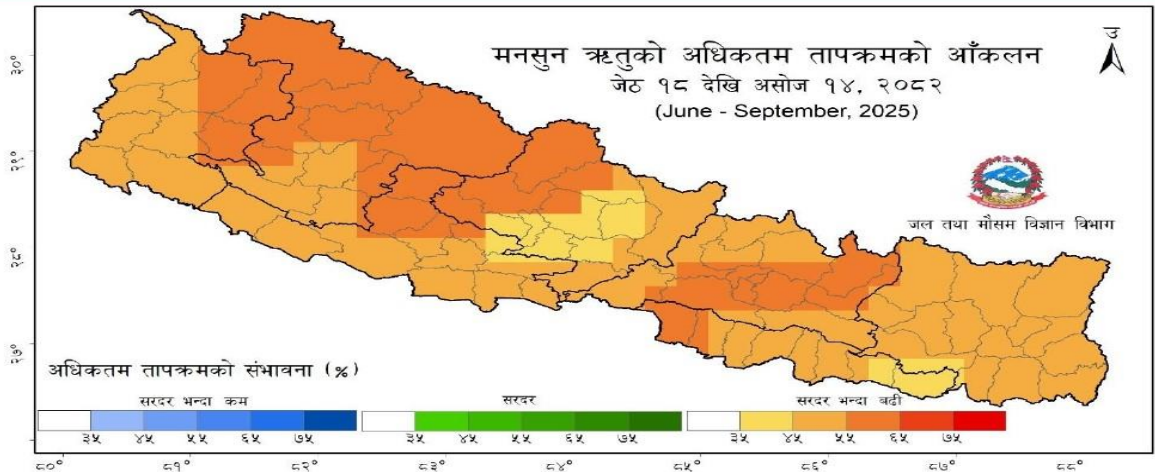 मनसुन ऋतुको अधिकतम तापक्रमको आँकलन
जेठ १८ देखि असोज १४, २०८२
(June - September, 2025)
जल तथा मौसम विज्ञान विभाग
३०°
२९°
२८°
२७°
अधिकतम तापक्रमको संभावना (%)
सरदर भन्दा कम
सरदर
सरदर भन्दा बढी
३५ ४५ ५५ ६५ ७५
३५ ४५ ५५ ६५ ७५
३५ ४५ ५५ ६५ ७५
८०° ८१° ८२° ८३° ८४° ८५° ८६° ८७° ८८°